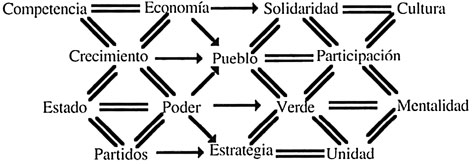 Competencia Economía Solidaridad Cultura
Crecimiento Pueblo Participación
Estado Poder Verde Mentalidad
Partidos Estrategia Unidad